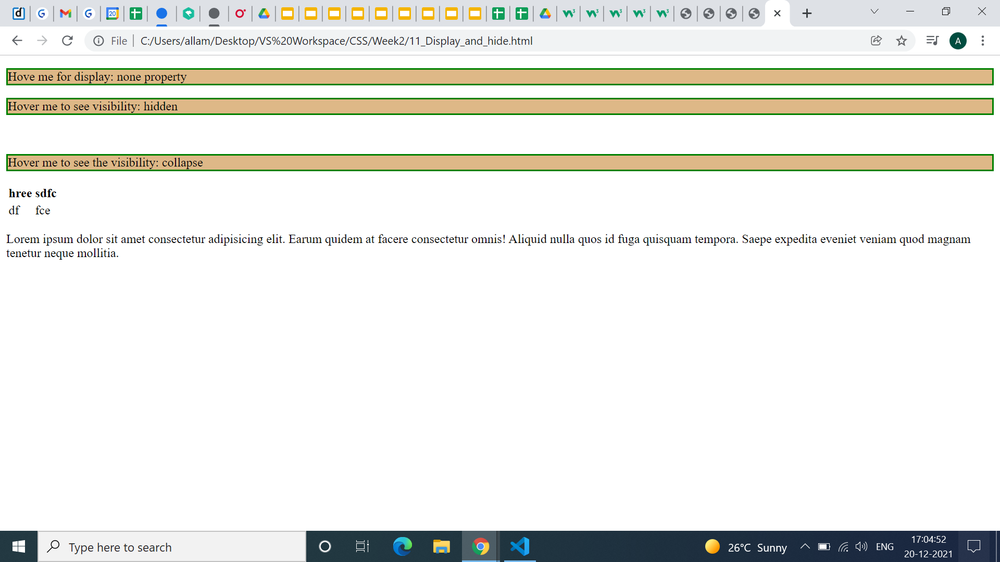 File
C:/Users/allam/Desktop/VS%20Workspace/CSS/Week2/11_Display_and_hide.html
A
Hove me for display: none property
Hover me to see visibility: hidden
Hover me to see the visibility: collapse
hree sdfc
df fce
Lorem ipsum dolor sit amet consectetur adipisicing elit. Earum quidem at facere consectetur omnis! Aliquid nulla quos id fuga quisquam tempora. Saepe expedita eveniet veniam quod magnam
tenetur neque mollitia.
Type here to search
26°C Sunny
ENG
17:04:52
20-12-2021